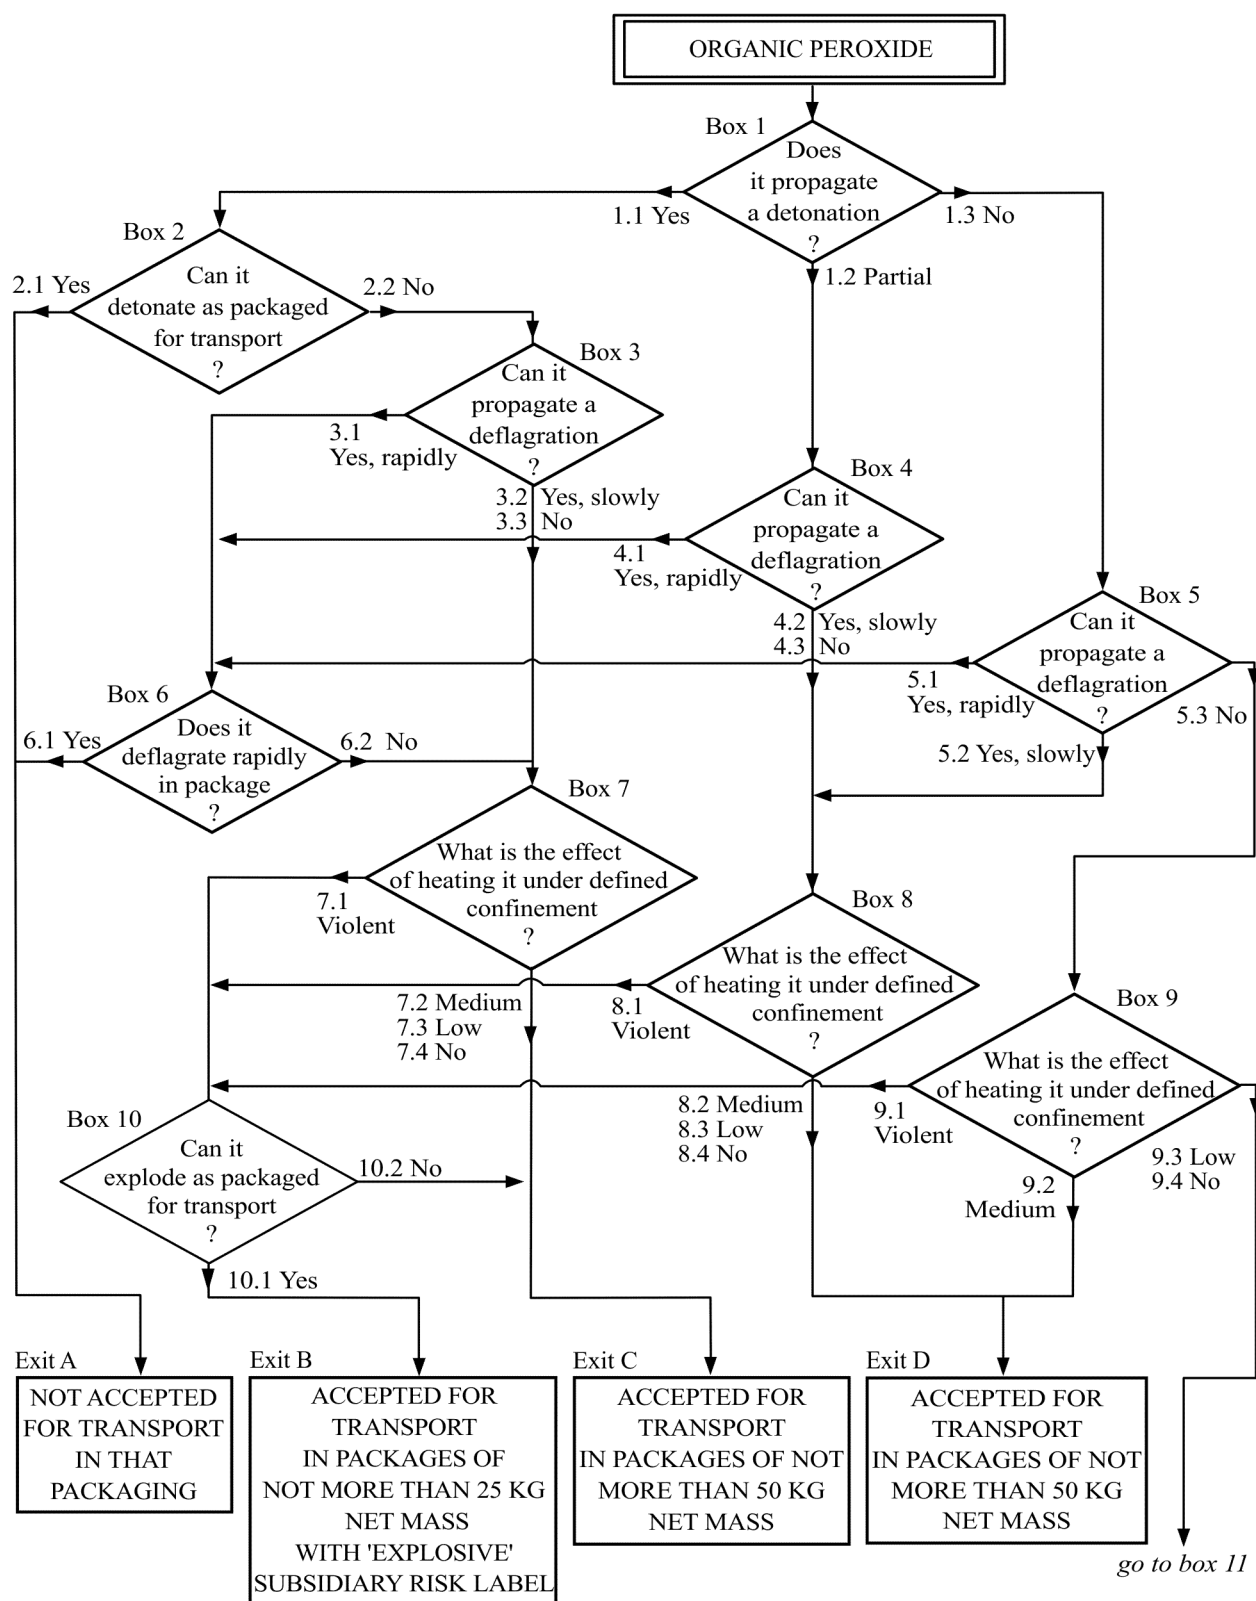 ORGANIC PEROXIDE
Box 1
Does
it propagate
a detonation
?
1.1 Yes
1.3 No
1.2 Partial
Box 2
Can it
detonate as packaged
for transport
?
2.1 Yes
2.2 No
Box 3
Can it
propagate a
deflagration
?
3.1
Yes, rapidly
3.2 Yes, slowly
3.3 No
Box 4
Can it
propagate a
deflagration
?
4.1
Yes, rapidly
4.2 Yes, slowly
4.3 No
Box 5
Can it
propagate a
deflagration
?
5.1
Yes, rapidly
5.3 No
5.2 Yes, slowly
Box 6
Does it
deflagrate rapidly
in package
?
6.1 Yes
6.2 No
Box 7
What is the effect
of heating it under defined
confinement
?
7.1
Violent
7.2 Medium
7.3 Low
7.4 No
Box 8
What is the effect
of heating it under defined
confinement
?
8.1
Violent
8.2 Medium
8.3 Low
8.4 No
Box 9
What is the effect
of heating it under defined
confinement
?
9.1
Violent
9.2
Medium
9.3 Low
9.4 No
Box 10
Can it
explode as packaged
for transport
?
10.2 No
10.1 Yes
Exit A
NOT ACCEPTED
FOR TRANSPORT
IN THAT
PACKAGING
Exit B
ACCEPTED FOR
TRANSPORT
IN PACKAGES OF
NOT MORE THAN 25 KG
NET MASS
WITH 'EXPLOSIVE'
SUBSIDIARY RISK LABEL
Exit C
ACCEPTED FOR
TRANSPORT
IN PACKAGES OF NOT
MORE THAN 50 KG
NET MASS
Exit D
ACCEPTED FOR
TRANSPORT
IN PACKAGES OF NOT
MORE THAN 50 KG
NET MASS
go to box 11